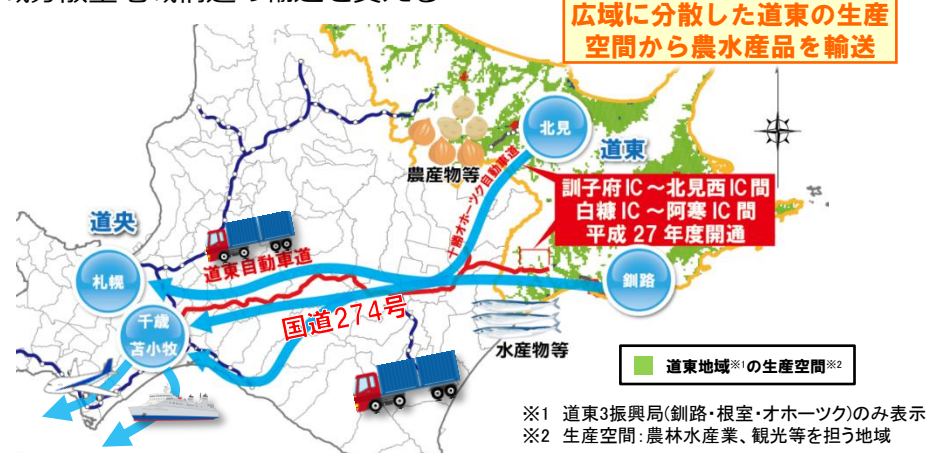 広域に分散した道東の生産
空間から農水産品を輸送
北見
道東
農産物等
十勝オホーツク自動車道
訓子府IC～北見西IC間
白糠IC～阿寒IC間
平成27年度開通
道央
札幌
道東自動車道
釧路
千歳
苫小牧
国道274号
水産物等
道東地域※1の生産空間※2
※1 道東3振興局(釧路・根室・オホーツク)のみ表示
※2 生産空間:農林水産業、観光等を担う地域